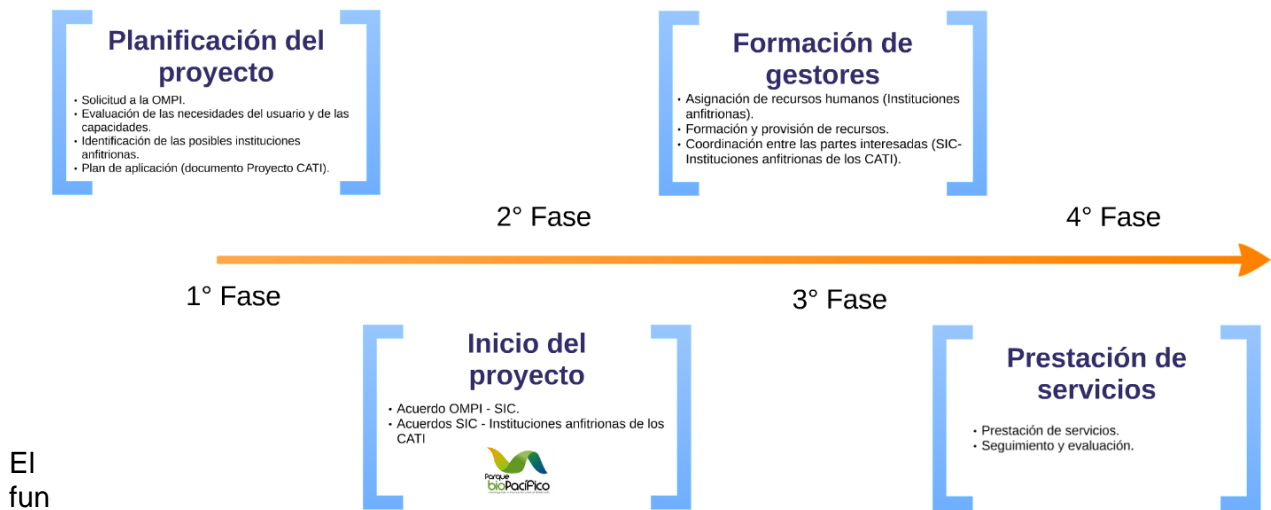 Planificación del
proyecto
• Solicitud a la OMPI.
• Evaluación de las necesidades del usuario y de las
capacidades.
• Identificación de las posibles instituciones
anfitrionas.
• Plan de aplicación (documento Proyecto CATI).
Formación de
gestores
• Asignación de recursos humanos (Instituciones
anfitrionas).
• Formación y provisión de recursos.
• Coordinación entre las partes interesadas (SIC-
Instituciones anfitrionas de los CATI).
2° Fase
4° Fase
1° Fase
3° Fase
Inicio del
proyecto
• Acuerdo OMPI - SIC.
• Acuerdos SIC - Instituciones anfitrionas de los
CATI
Parque
bioPacífico
Prestación de
servicios
• Prestación de servicios.
• Seguimiento y evaluación.
El
fun